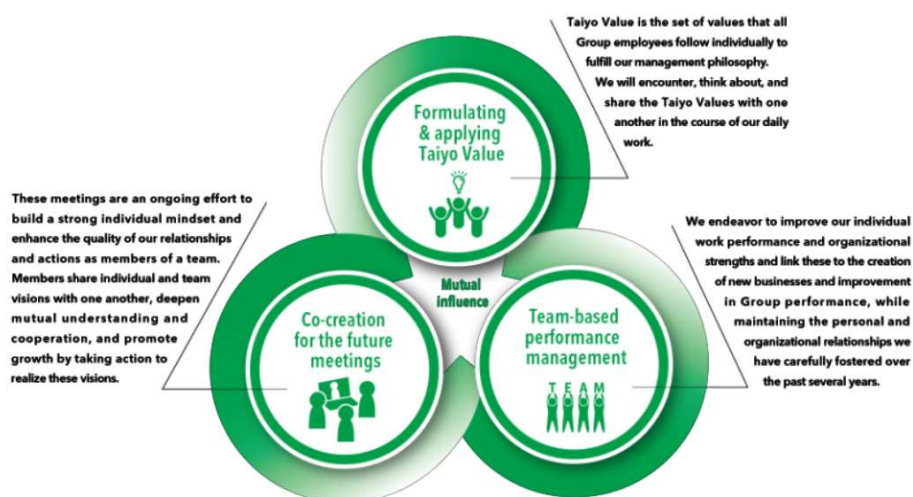 Taiyo Value is the set of values that all
Group employees follow individually to
fulfill our management philosophy.
We will encounter, think about, and
share the Taiyo Values with one
another in the course of our daily
work.
Formulating
& applying
Taiyo Value
These meetings are an ongoing effort to
build a strong individual mindset and
enhance the quality of our relationships
and actions as members of a team.
Members share individual and team
visions with one another, deepen
mutual understanding and
cooperation, and promote
growth by taking action to
realize these visions.
Mutual
influence
We endeavor to improve our individual
work performance and organizational
strengths and link these to the creation
of new businesses and improvement
in Group performance, while
maintaining the personal and
organizational relationships we
have carefully fostered over
the past several years.
Co-creation
for the future
meetings
Team-based
performance
management
TEAM